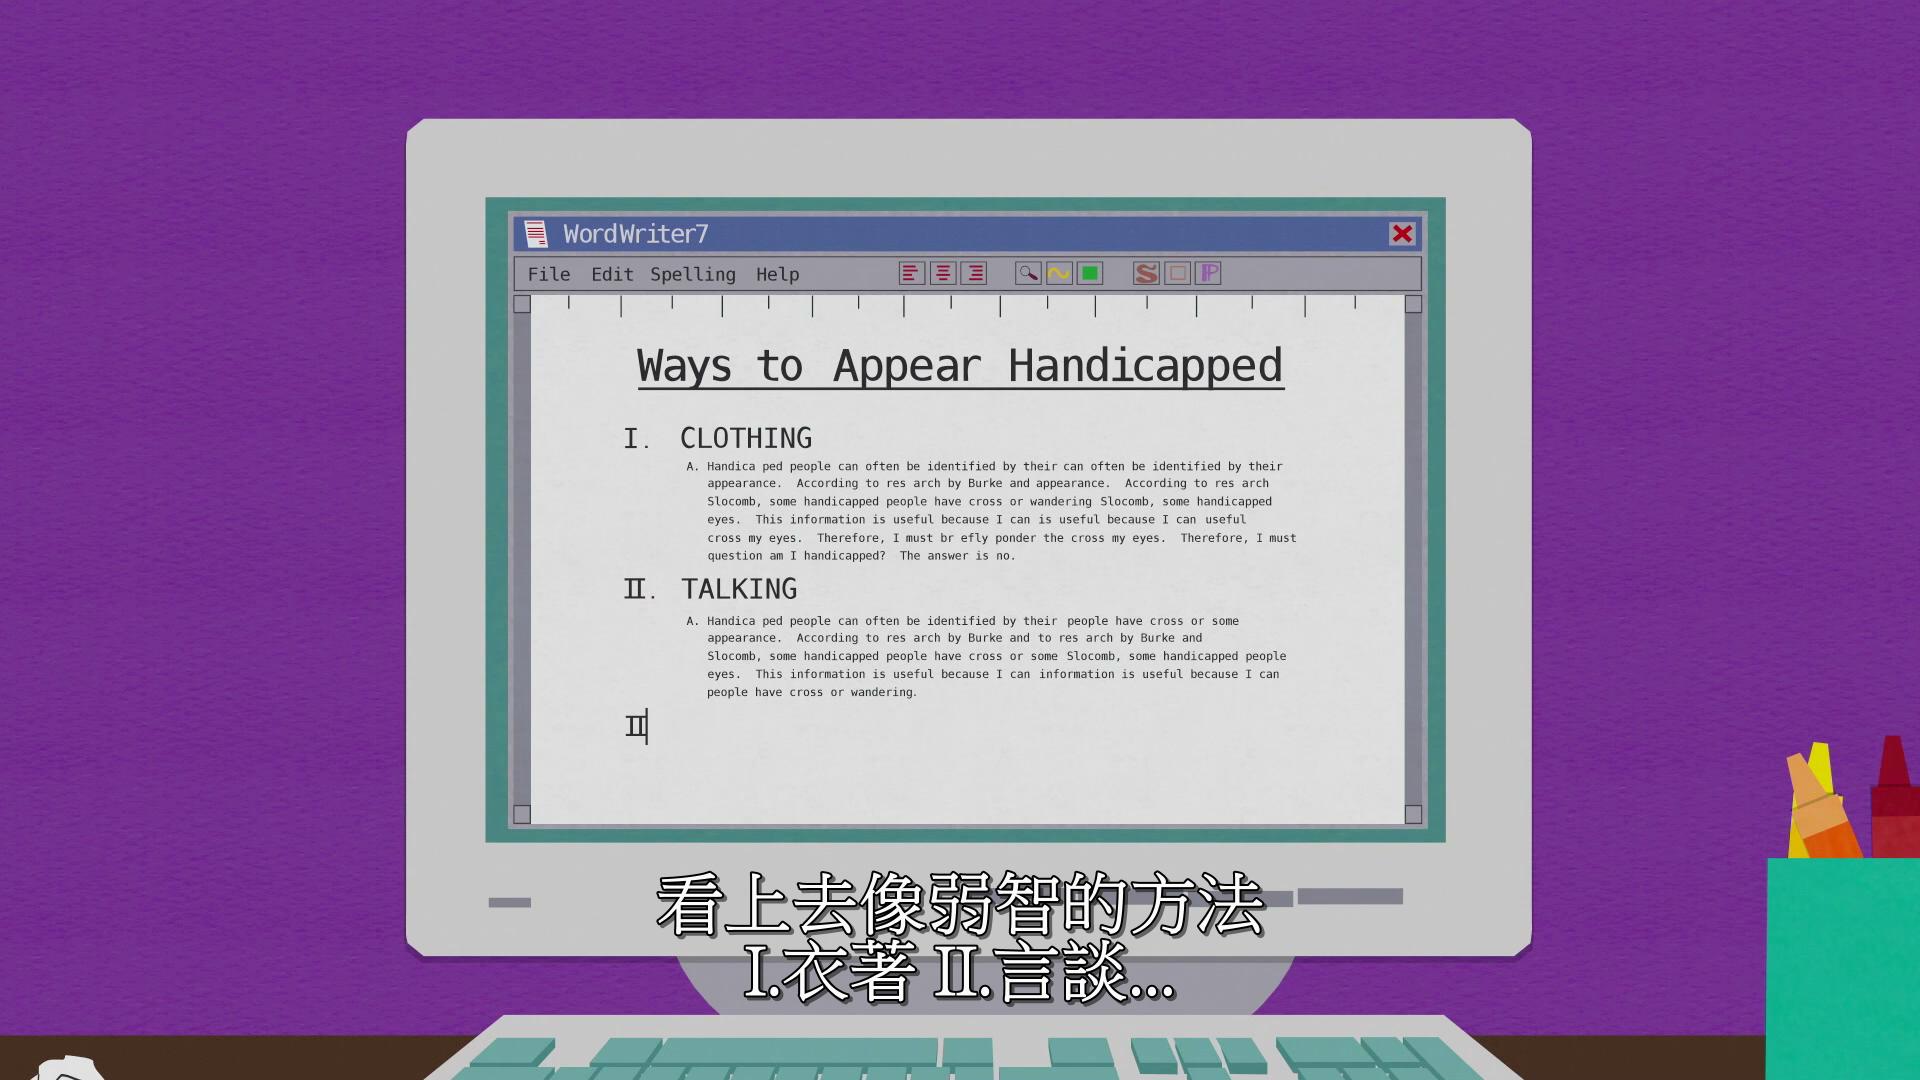 WordWriter7
File Edit Spelling Help
Ways to Appear Handicapped
I. CLOTHING
A. Handica ped people can often be identified by their can often be identified by their
appearance. According to res arch by Burke and appearance. According to res arch
Slocomb, some handicapped people have cross or wandering Slocomb, some handicapped
eyes. This information is useful because I can is useful because I can useful
cross my eyes. Therefore, I must br efly ponder the cross my eyes. Therefore, I must
question am I handicapped? The answer is no.
II. TALKING
A. Handica ped people can often be identified by their people have cross or some
appearance. According to res arch by Burke and to res arch by Burke and
Slocomb, some handicapped people have cross or some Slocomb, some handicapped people
eyes. This information is useful because I can information is useful because I can
people have cross or wandering.
II
看上去像弱智的方法
I.衣著 II.言談...